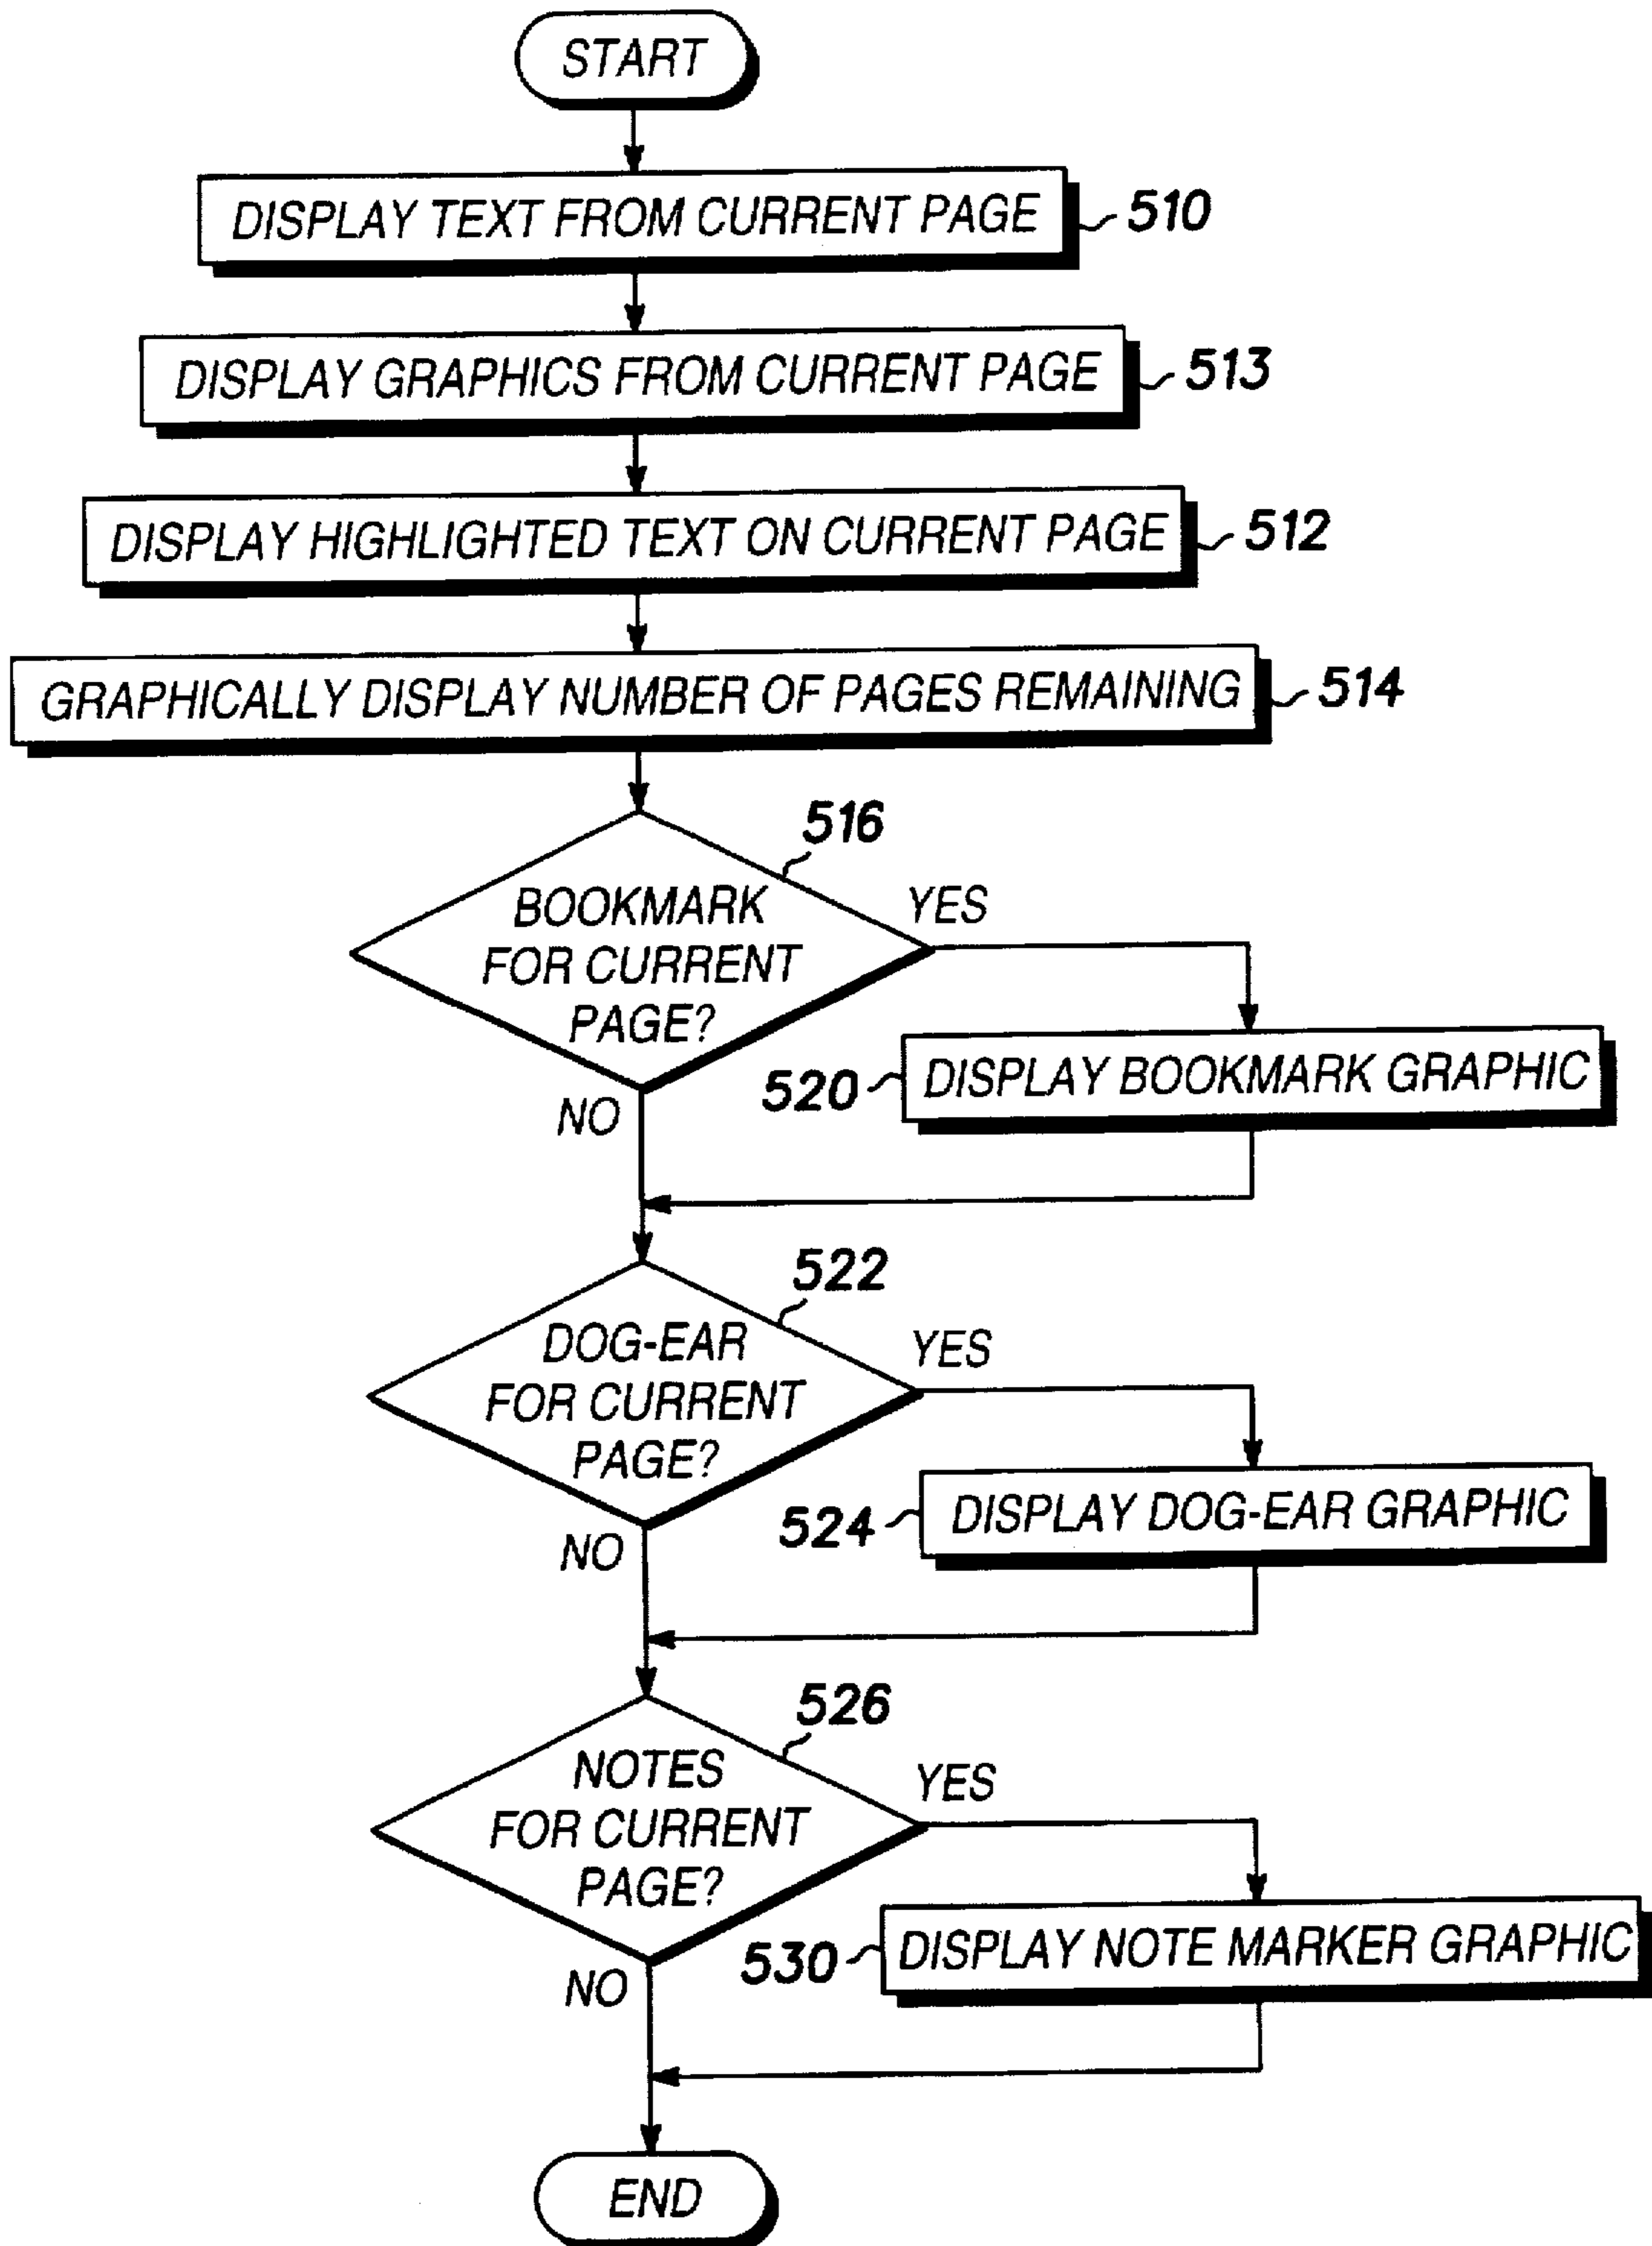 START
DISPLAY TEXT FROM CURRENT PAGE
510
DISPLAY GRAPHICS FROM CURRENT PAGE
513
DISPLAY HIGHLIGHTED TEXT ON CURRENT PAGE
512
GRAPHICALLY DISPLAY NUMBER OF PAGES REMAINING
514
516
BOOKMARK
FOR CURRENT
PAGE?
YES
NO
520
DISPLAY BOOKMARK GRAPHIC
522
DOG-EAR
FOR CURRENT
PAGE?
YES
NO
524
DISPLAY DOG-EAR GRAPHIC
526
NOTES
FOR CURRENT
PAGE?
YES
NO
530
DISPLAY NOTE MARKER GRAPHIC
END